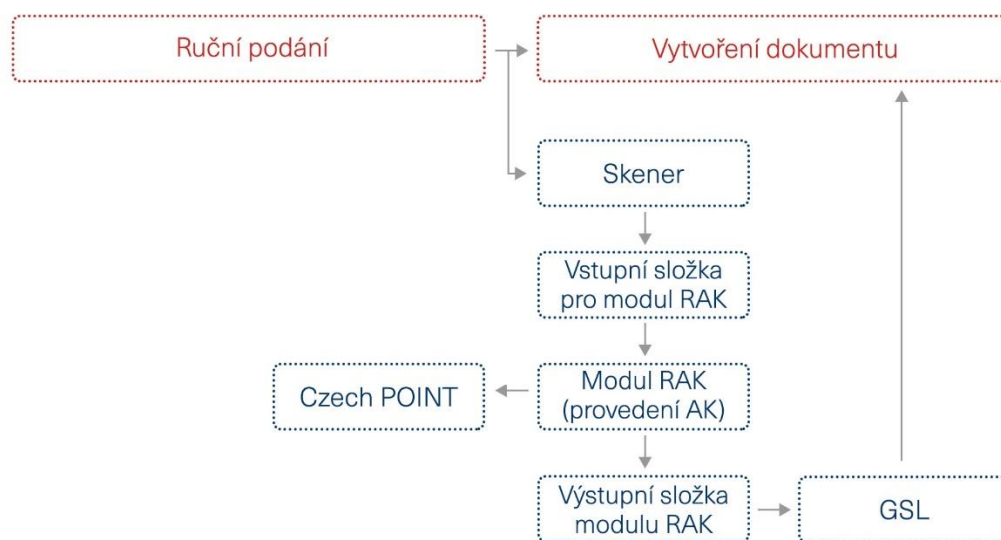 Ruční podání
Vytvoření dokumentu
Skener
Vstupní složka
pro modul RAK
Czech POINT
Modul RAK
(provedení AK)
Výstupní složka
modulu RAK
GSL